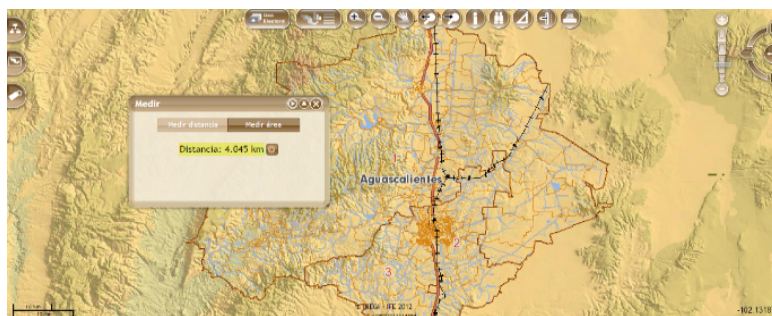 Medir
Medir distancia Medir área
Distancia: 4.045 km
1
Aguascalientes
2
3
-102.1318